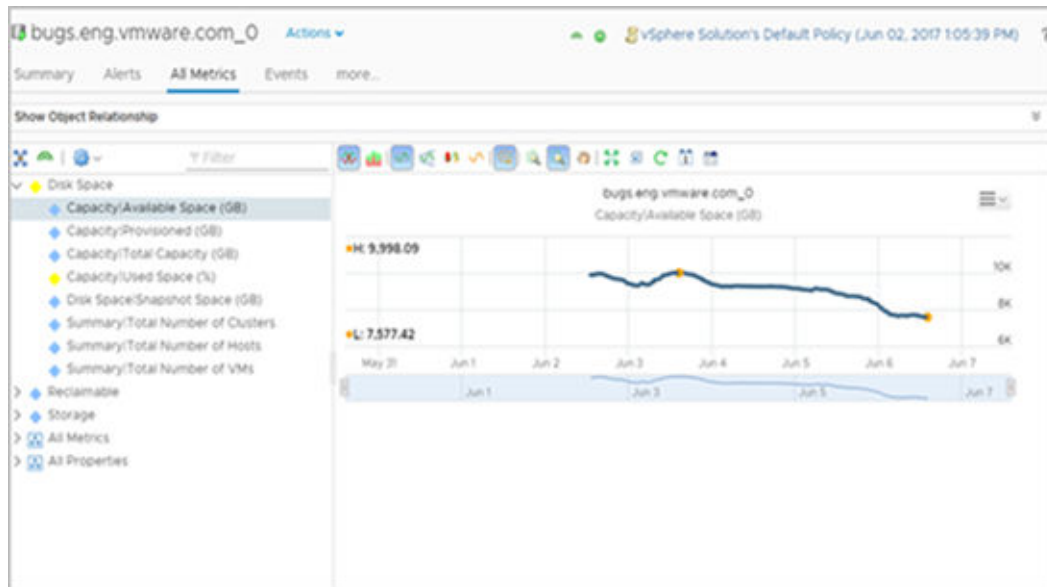 bugs.eng.vmware.com_0 Actions vSphere Solution's Default Policy (Jun 02, 2017 1:05:39 PM) ?
Summary Alerts All Metrics Events more...
Show Object Relationship
Filter
Disk Space
Capacity|Available Space (GB)
Capacity|Provisioned (GB)
Capacity|Total Capacity (GB)
Capacity|Used Space (%)
Disk Space|Snapshot Space (GB)
Summary|Total Number of Clusters
Summary|Total Number of Hosts
Summary|Total Number of VMs
Reclaimable
Storage
All Metrics
All Properties
bugs.eng.vmware.com_0
Capacity|Available Space (GB)
H: 9,998.09
10K
8K
L: 7,577.42
6K
May 31 Jun 1 Jun 2 Jun 3 Jun 4 Jun 5 Jun 6 Jun 7
Jun 1 Jun 3 Jun 5 Jun 7